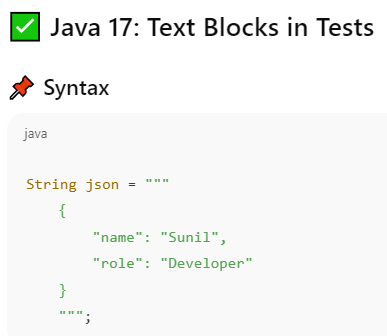 ✅ Java 17: Text Blocks in Tests
📌 Syntax
java
String json = """
    {
        "name": "Sunil",
        "role": "Developer"
    }
    """;